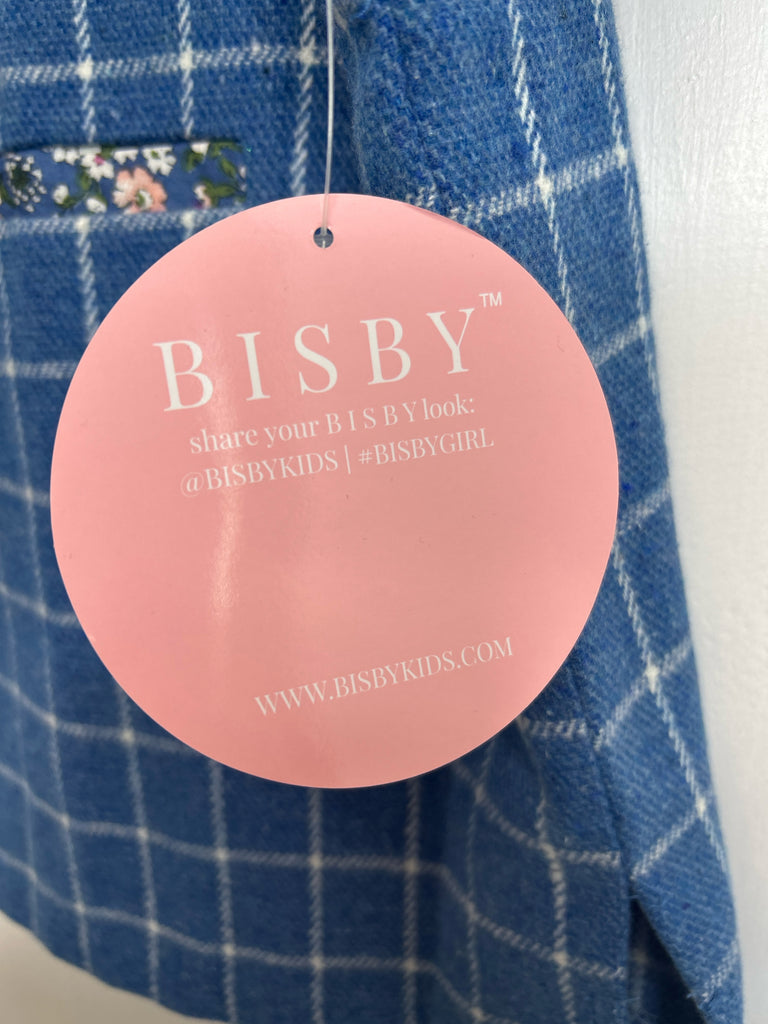 BISBY™
share your BISBY look:
@BISBYKIDS | #BISBYGIRL
WWW.BISBYKIDS.COM